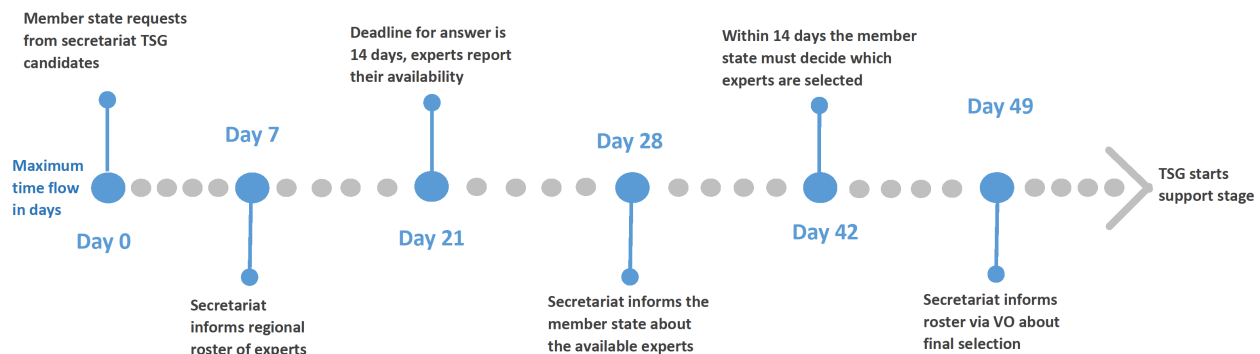 Member state requests
from secretariat TSG
candidates
Deadline for answer is
14 days, experts report
their availability
Within 14 days the member
state must decide which
experts are selected
Day 7
Day 28
Day 49
Maximum
time flow
in days
TSG starts
support stage
Day 0
Day 21
Day 42
Secretariat
informs regional
roster of experts
Secretariat informs the
member state about
the available experts
Secretariat informs
roster via VO about
final selection